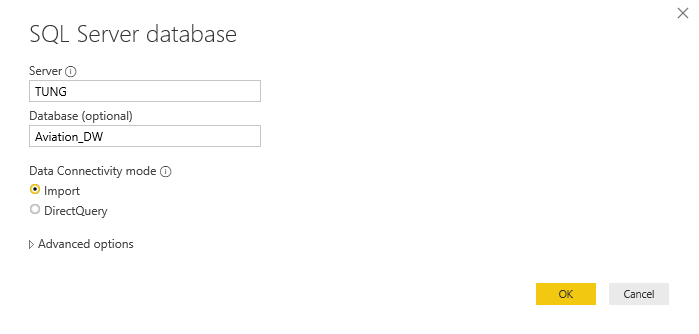 SQL Server database
Server
TUNG
Database (optional)
Aviation_DW
Data Connectivity mode
Import
DirectQuery
Advanced options
OK
Cancel